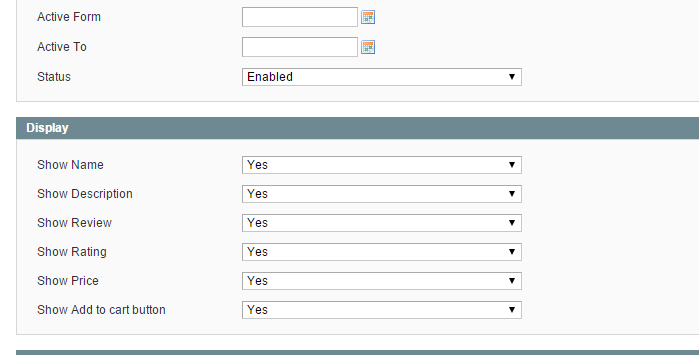 Active Form
Active To
Status Enabled
Display
Show Name Yes
Show Description Yes
Show Review Yes
Show Rating Yes
Show Price Yes
Show Add to cart button Yes